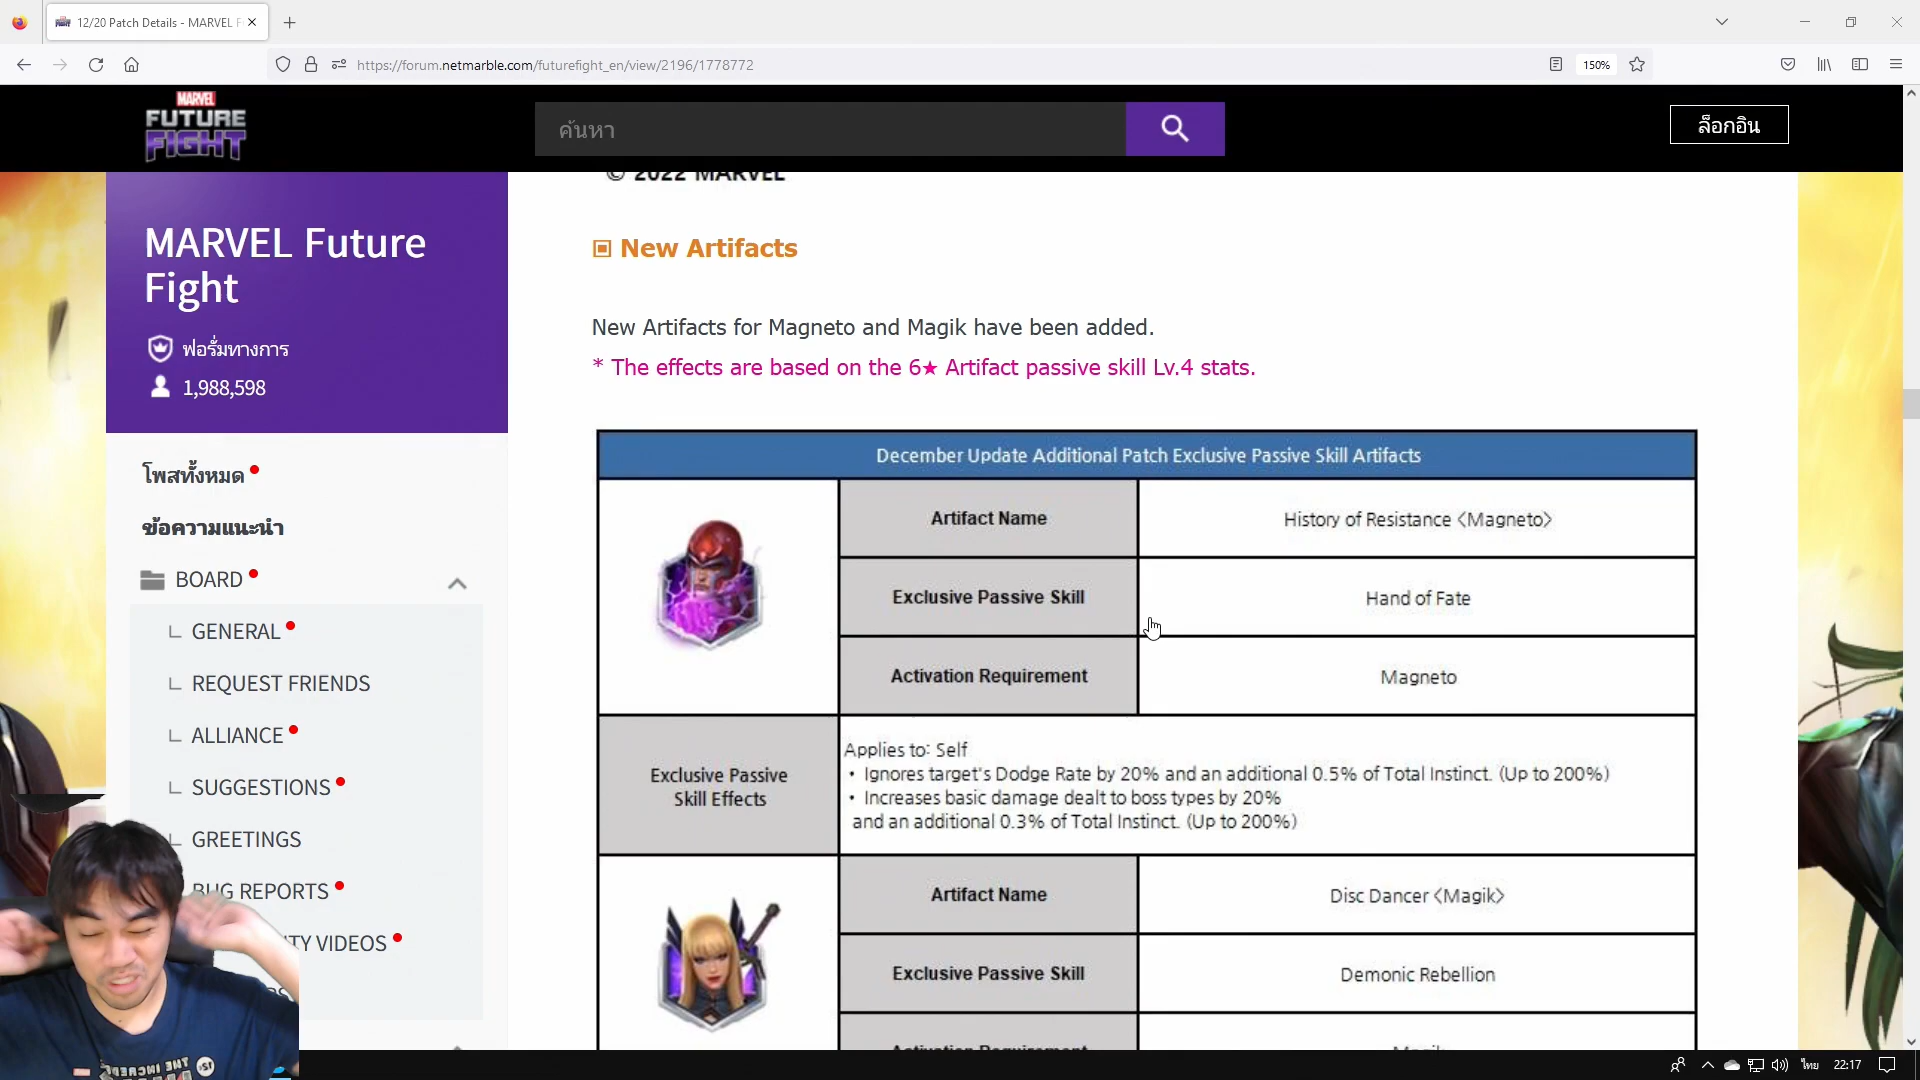 12/20 Patch Details - MARVEL F
https://forum.netmarble.com/futurefight_en/view/2196/1778772
150%
MARVEL
FUTURE
FIGHT
ค้นหา
ล็อกอิน
MARVEL Future
Fight
ฟอรั่มทางการ
1,988,598
โพสทั้งหมด
ข้อความแนะนำ
BOARD
GENERAL
REQUEST FRIENDS
ALLIANCE
SUGGESTIONS
GREETINGS
BUG REPORTS
VIDEOS
© 2022 MARVEL
New Artifacts
New Artifacts for Magneto and Magik have been added.
* The effects are based on the 6★ Artifact passive skill Lv.4 stats.
December Update Additional Patch Exclusive Passive Skill Artifacts
Artifact Name
History of Resistance <Magneto>
Exclusive Passive Skill
Hand of Fate
Activation Requirement
Magneto
Exclusive Passive
Skill Effects
Applies to: Self
• Ignores target's Dodge Rate by 20% and an additional 0.5% of Total Instinct. (Up to 200%)
• Increases basic damage dealt to boss types by 20%
and an additional 0.3% of Total Instinct. (Up to 200%)
Artifact Name
Disc Dancer <Magik>
Exclusive Passive Skill
Demonic Rebellion
Activation Requirement
Magik
ไทย
22:17